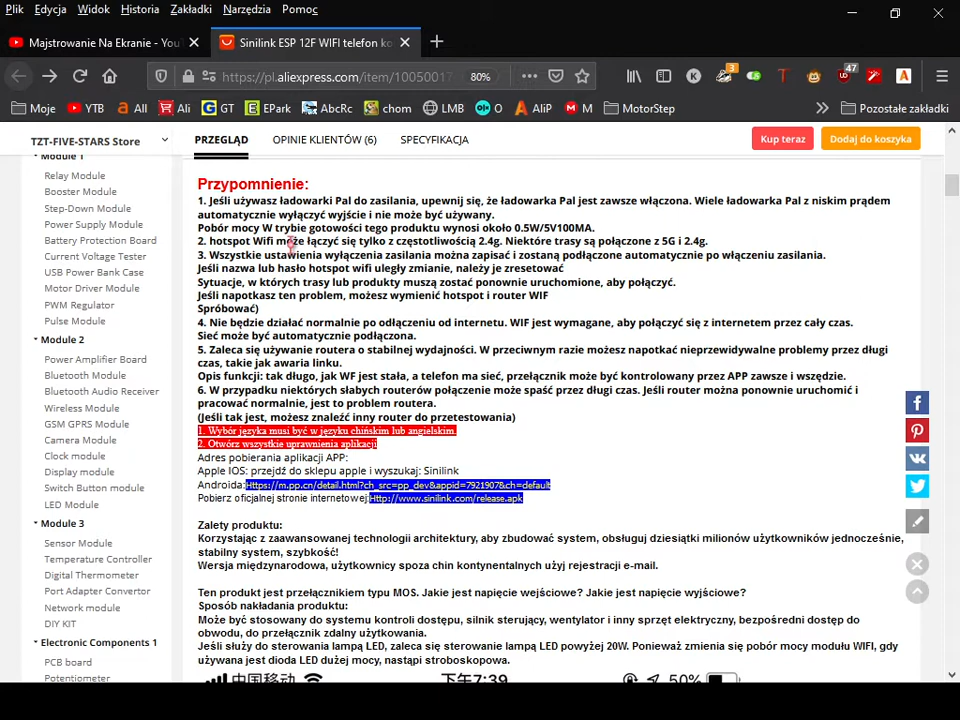 Plik Edycja Widok Historia Zakładki Narzędzia Pomoc
Majstrowanie Na Ekranie - You
Sinilink ESP 12F WIFI telefon ko
https://pl.aliexpress.com/item/10050017
80%
3
47
Moje YTB All Ali GT EPark AbcRc chom LMB O AliP M MotorStep Pozostałe zakładki
TZT-FIVE-STARS Store
PRZEGLĄD OPINIE KLIENTÓW (6) SPECYFIKACJA
Kup teraz Dodaj do koszyka
Module 1
Relay Module
Booster Module
Step-Down Module
Power Supply Module
Battery Protection Board
Current Voltage Tester
USB Power Bank Case
Motor Driver Module
PWM Regulator
Pulse Module
Module 2
Power Amplifier Board
Bluetooth Module
Bluetooth Audio Receiver
Wireless Module
GSM GPRS Module
Camera Module
Clock module
Display module
Switch Button module
LED Module
Module 3
Sensor Module
Temperature Controller
Digital Thermometer
Port Adapter Convertor
Network module
DIY KIT
Electronic Components 1
PCB board
Potentiometer
Przypomnienie:
1. Jeśli używasz ładowarki Pal do zasilania, upewnij się, że ładowarka Pal jest zawsze włączona. Wiele ładowarka Pal z niskim prądem
automatycznie wyłączyć wyjście i nie może być używany.
Pobór mocy W trybie gotowości tego produktu wynosi około 0.5W/5V100MA.
2. hotspot Wifi może łączyć się tylko z częstotliwością 2.4g. Niektóre trasy są połączone z 5G i 2.4g.
3. Wszystkie ustawienia wyłączenia zasilania można zapisać i zostaną podłączone automatycznie po włączeniu zasilania.
Jeśli nazwa lub hasło hotspot wifi uległy zmianie, należy je zresetować
Sytuacje, w których trasy lub produkty muszą zostać ponownie uruchomione, aby połączyć.
Jeśli napotkasz ten problem, możesz wymienić hotspot i router WIF
Spróbować)
4. Nie będzie działać normalnie po odłączeniu od internetu. WIF jest wymagane, aby połączyć się z internetem przez cały czas.
Sieć może być automatycznie podłączona.
5. Zaleca się używanie routera o stabilnej wydajności. W przeciwnym razie możesz napotkać nieprzewidywalne problemy przez długi
czas, takie jak awaria linku.
Opis funkcji: tak długo, jak WF jest stała, a telefon ma sieć, przełącznik może być kontrolowany przez APP zawsze i wszędzie.
6. W przypadku niektórych słabych routerów połączenie może spaść przez długi czas. Jeśli router można ponownie uruchomić i
pracować normalnie, jest to problem routera.
(Jeśli tak jest, możesz znaleźć inny router do przetestowania)
1. Wybór języka musi być w języku chińskim lub angielskim.
2. Otwórz wszystkie uprawnienia aplikacji
Adres pobierania aplikacji APP:
Apple IOS: przejdź do sklepu apple i wyszukaj: Sinilink
Androida:Https://m.pp.cn/detail.html?ch_src=pp_dev&appid=7921907&ch=default
Pobierz oficjalnej stronie internetowej:Http://www.sinilink.com/release.apk
Zalety produktu:
Korzystając z zaawansowanej technologii architektury, aby zbudować system, obsługuj dziesiątki milionów użytkowników jednocześnie,
stabilny system, szybkość!
Wersja międzynarodowa, użytkownicy spoza chin kontynentalnych użyj rejestracji e-mail.
Ten produkt jest przełącznikiem typu MOS. Jakie jest napięcie wejściowe? Jakie jest napięcie wyjściowe?
Sposób nakładania produktu:
Może być stosowany do systemu kontroli dostępu, silnik sterujący, wentylator i inny sprzęt elektryczny, bezpośredni dostęp do
obwodu, do przełącznik zdalny użytkowania.
Jeśli służy do sterowania lampą LED, zaleca się sterowanie lampą LED powyżej 20W. Ponieważ zmienia się pobór mocy modułu WIFI, gdy
używana jest dioda LED dużej mocy, nastąpi stroboskopowa.
中国移动 下午7:39 50%